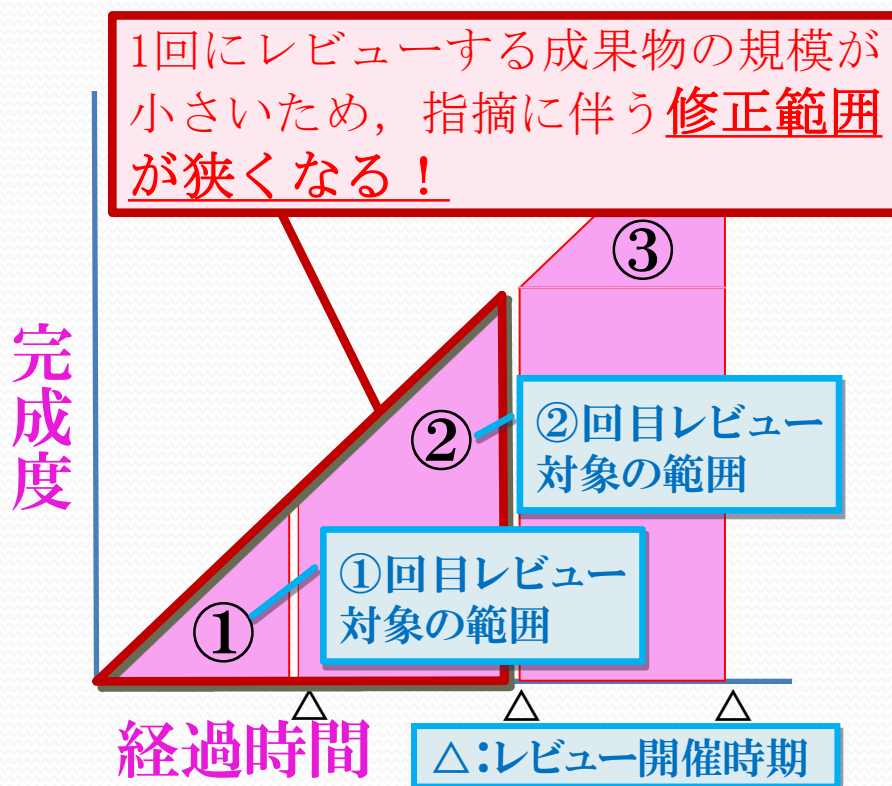 1回にレビューする成果物の規模が
小さいため，指摘に伴う修正範囲
が狭くなる！
③
完成度
②
②回目レビュー
対象の範囲
①
①回目レビュー
対象の範囲
経過時間
△:レビュー開催時期